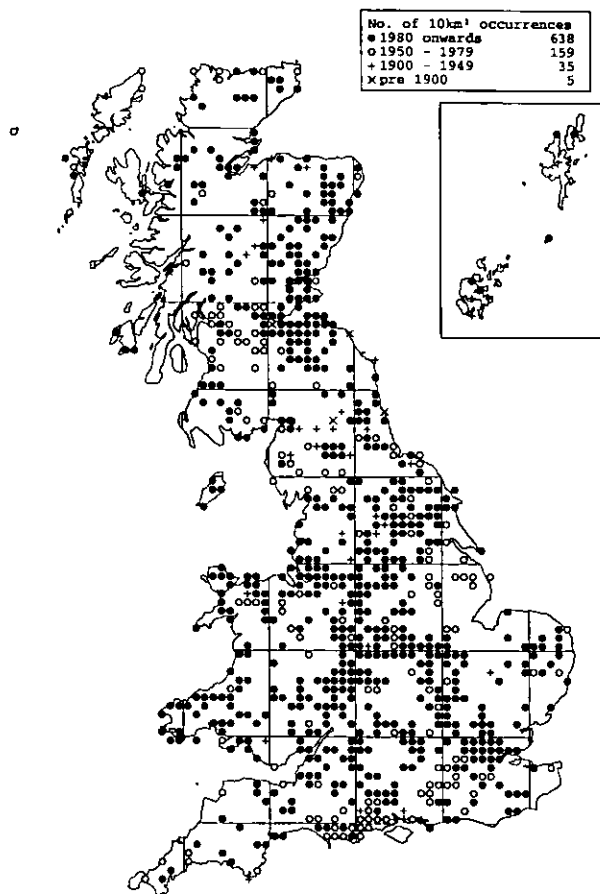 No. of 10km² occurrences
● 1980 onwards 638
○ 1950 - 1979 159
+ 1900 - 1949 35
× pre 1900 5